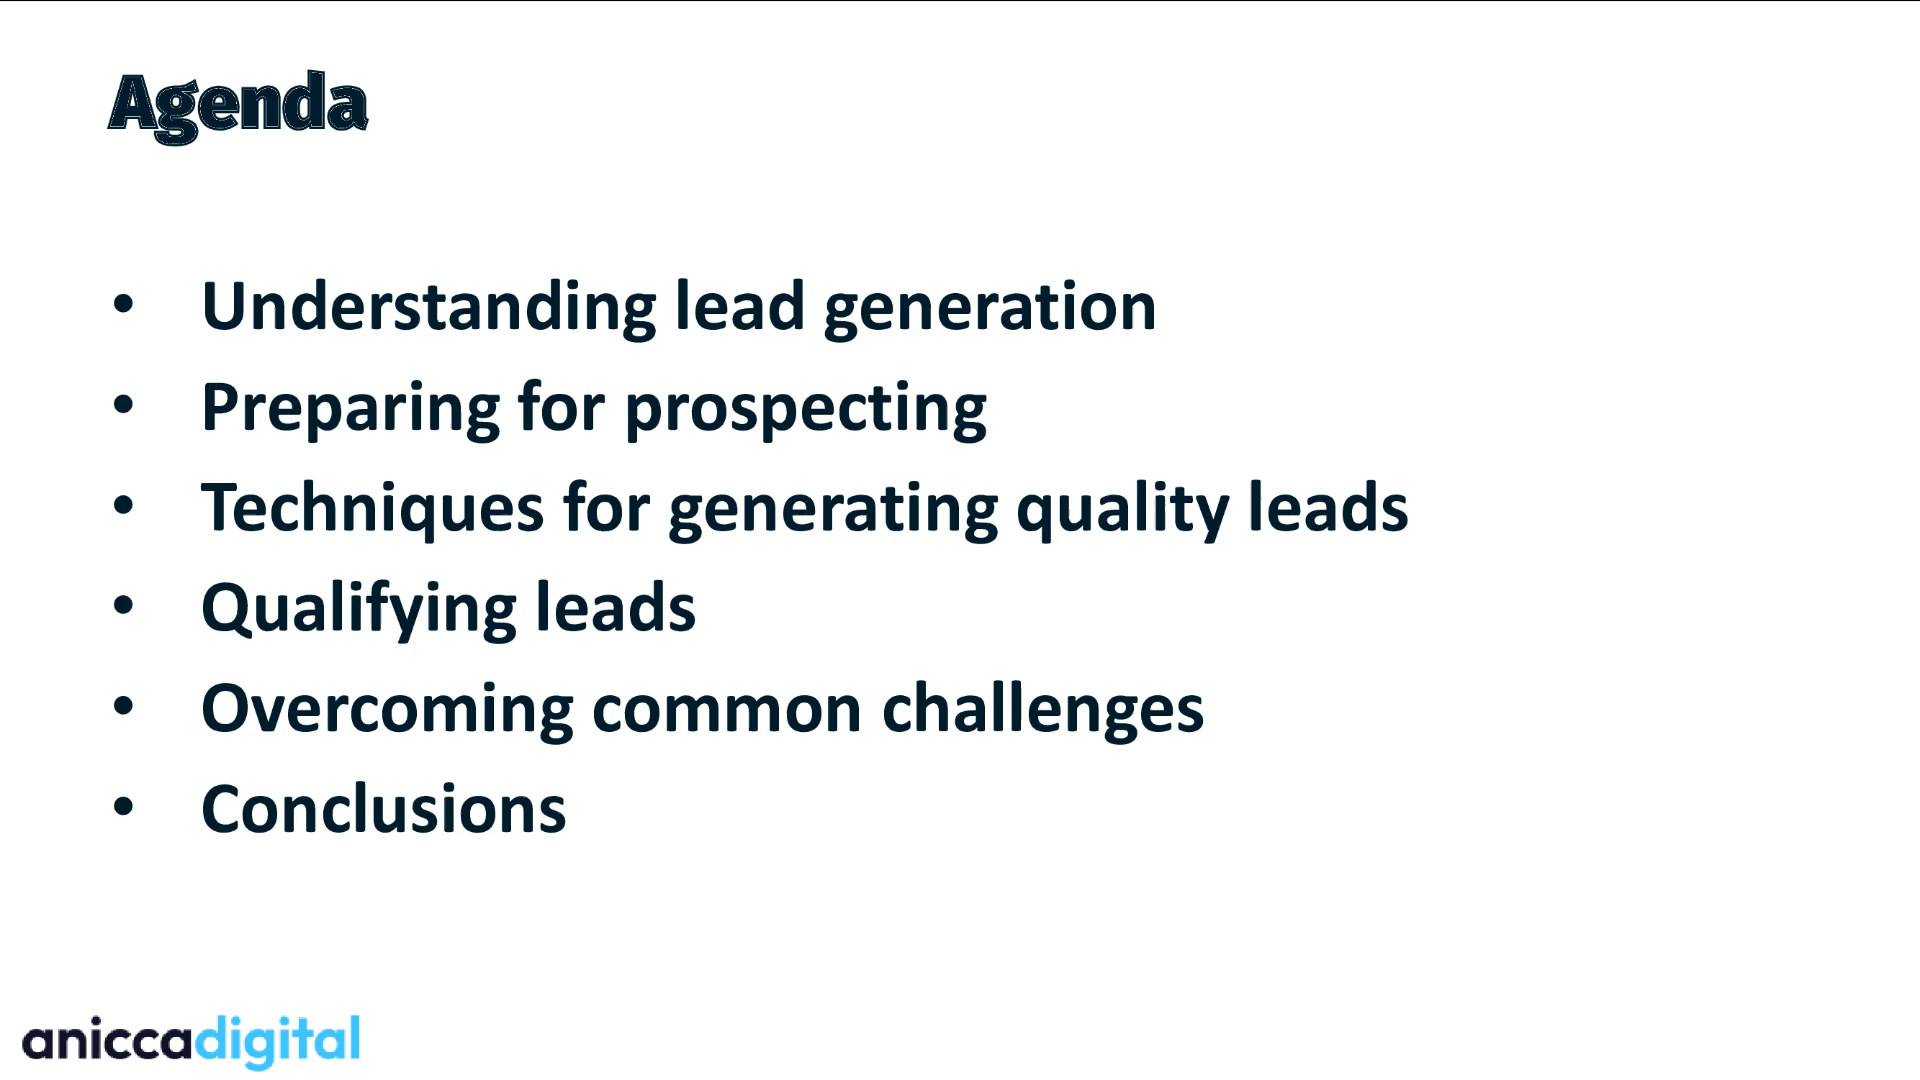 Agenda
• Understanding lead generation
• Preparing for prospecting
• Techniques for generating quality leads
• Qualifying leads
• Overcoming common challenges
• Conclusions
aniccadigital